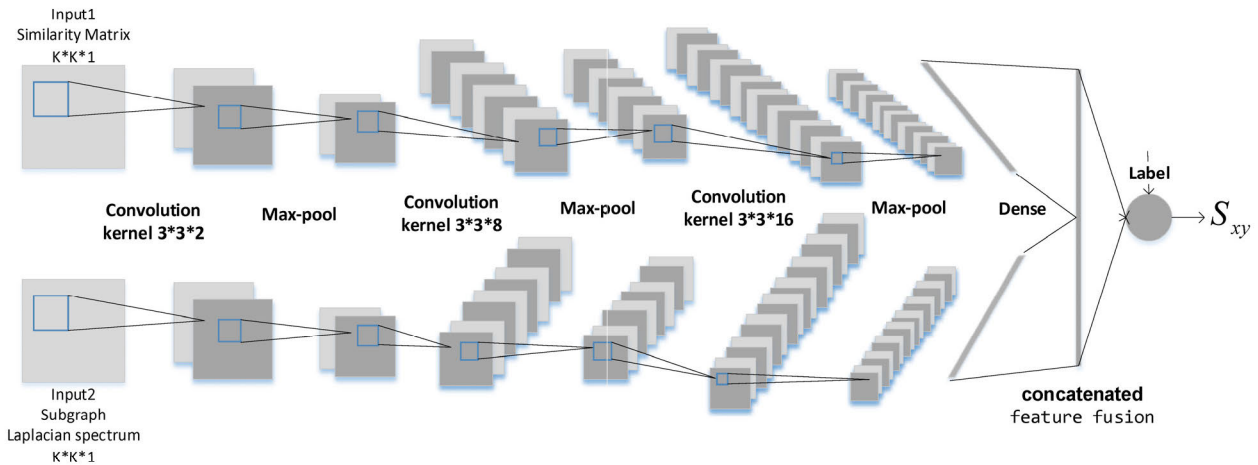 Input1
Similarity Matrix
K*K*1
Convolution
kernel 3*3*2
Max-pool
Convolution
kernel 3*3*8
Max-pool
Convolution
kernel 3*3*16
Max-pool
Dense
Label
S_xy
Input2
Subgraph
Laplacian spectrum
K*K*1
concatenated
feature fusion